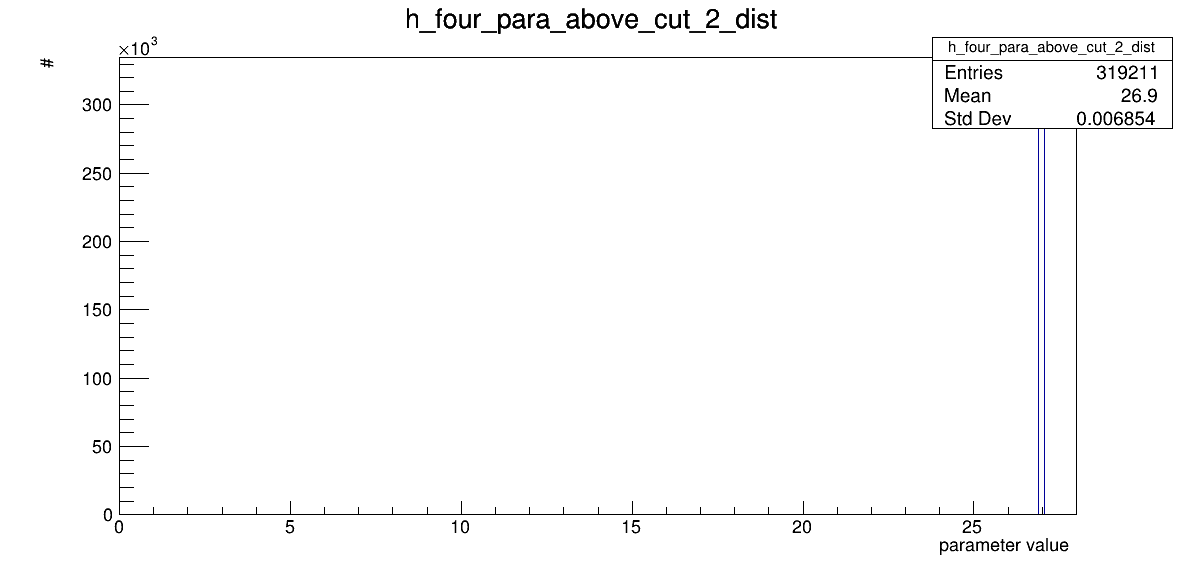 h_four_para_above_cut_2_dist
×10³
#
h_four_para_above_cut_2_dist
Entries 319211
Mean 26.9
Std Dev 0.006854
300
250
200
150
100
50
0
0 5 10 15 20 25
parameter value